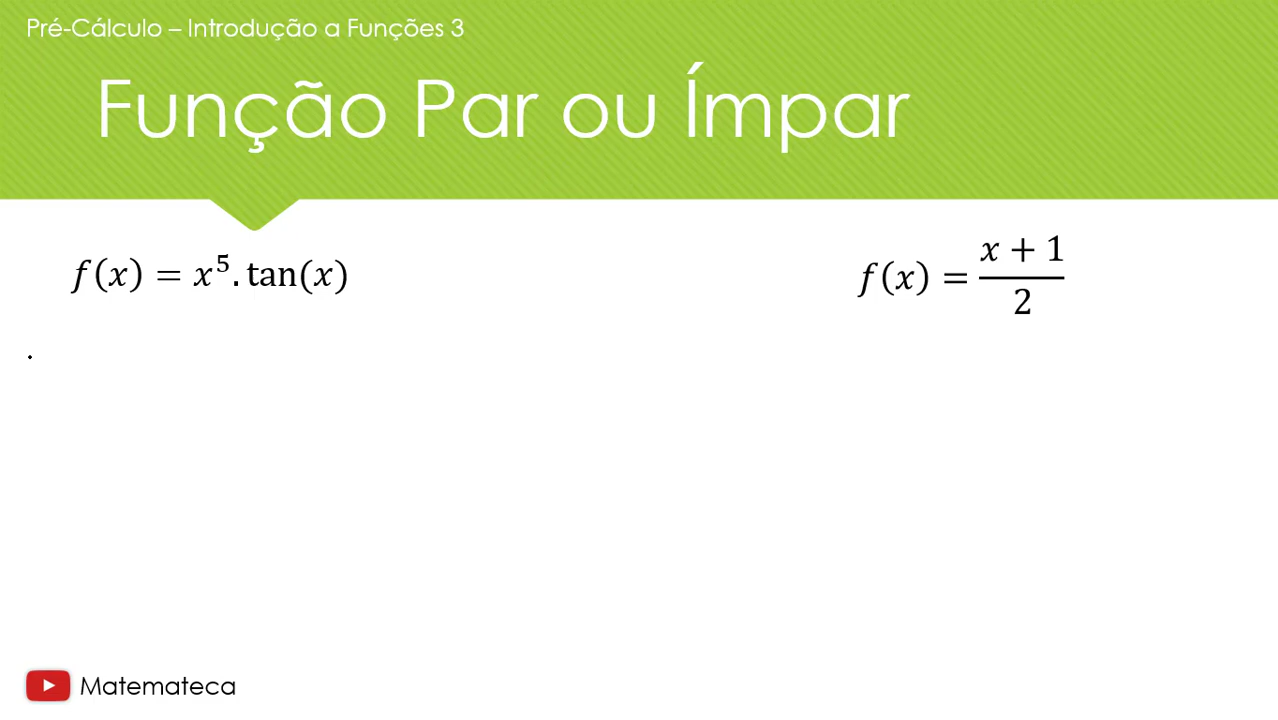 Pré-Cálculo – Introdução a Funções 3
Função Par ou Ímpar
f(x) = x⁵.tan(x)
f(x) = (x + 1)/2
.
Matemateca